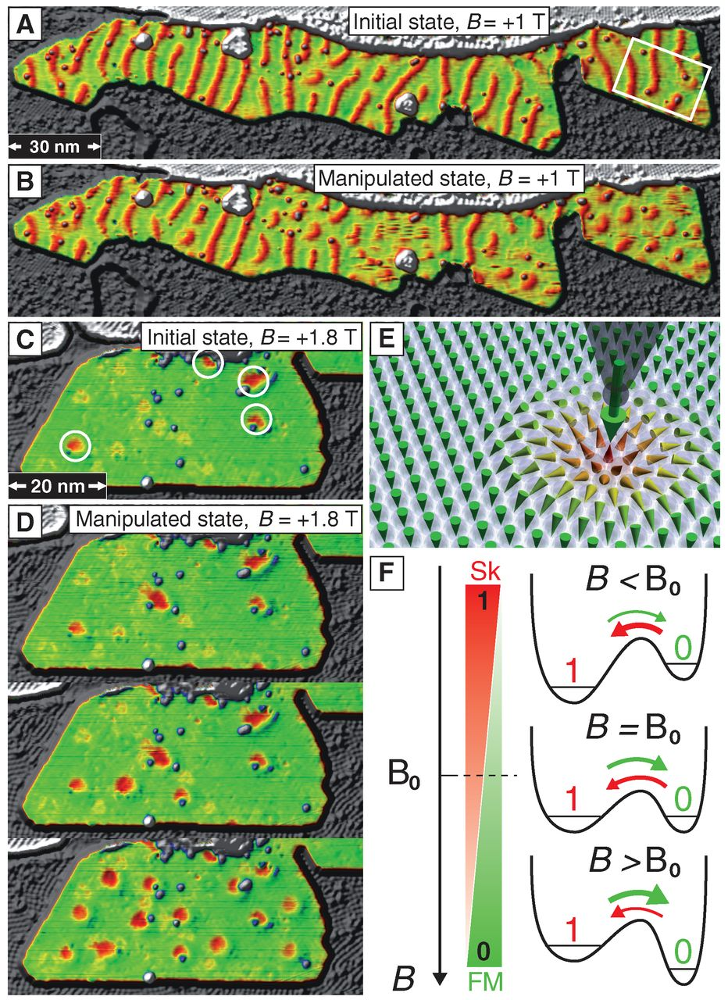 A
Initial state, B = +1 T
30 nm
B
Manipulated state, B = +1 T
C
Initial state, B = +1.8 T
20 nm
D
Manipulated state, B = +1.8 T
E
F
Sk
1
B₀
0
FM
B
B < B₀
1
0
B = B₀
1
0
B > B₀
1
0